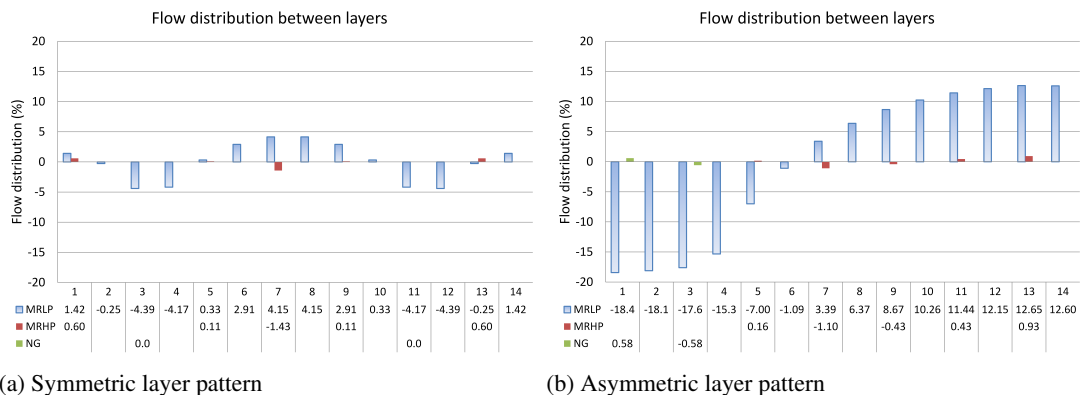 Flow distribution between layers
20
15
10
5
0
-5
-10
-15
-20
Flow distribution (%)
1 2 3 4 5 6 7 8 9 10 11 12 13 14
MRLP 1.42 -0.25 -4.39 -4.17 0.33 2.91 4.15 4.15 2.91 0.33 -4.17 -4.39 -0.25 1.42
MRHP 0.60 0.11 -1.43 0.11 0.60
NG 0.0 0.0
(a) Symmetric layer pattern
Flow distribution between layers
20
15
10
5
0
-5
-10
-15
-20
Flow distribution (%)
1 2 3 4 5 6 7 8 9 10 11 12 13 14
MRLP -18.4 -18.1 -17.6 -15.3 -7.00 -1.09 3.39 6.37 8.67 10.26 11.44 12.15 12.65 12.60
MRHP 0.16 -1.10 -0.43 0.43 0.93
NG 0.58 -0.58
(b) Asymmetric layer pattern